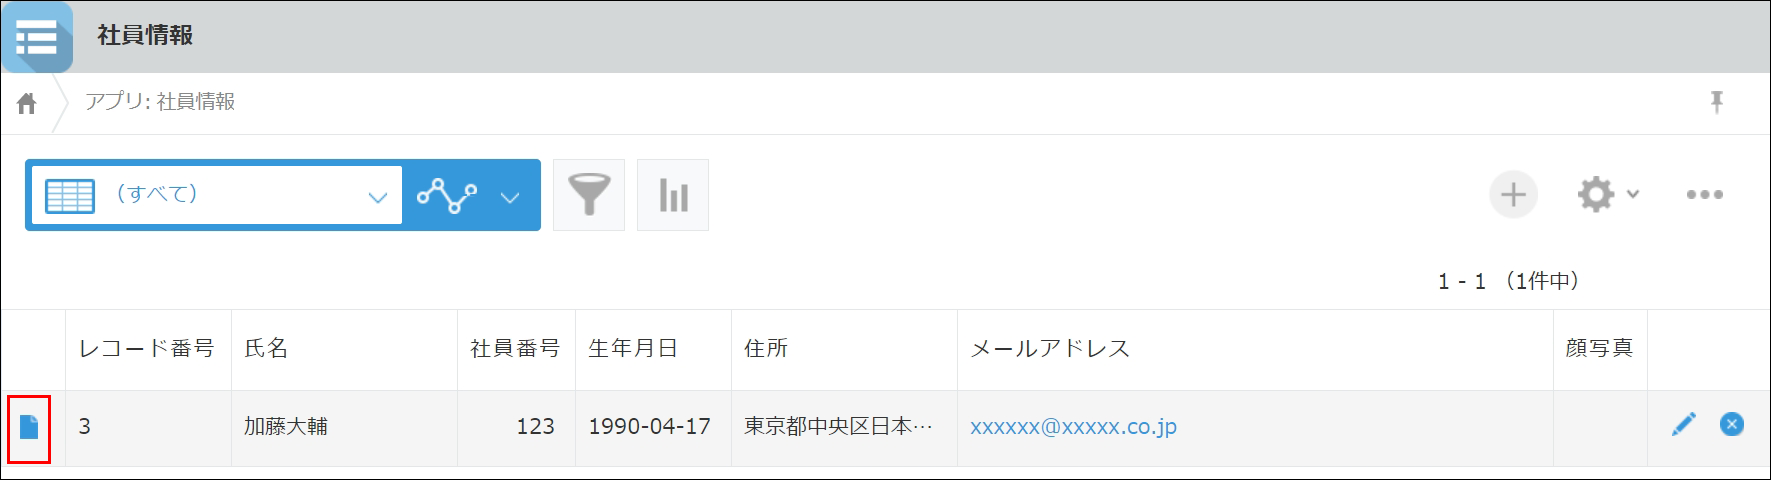 社員情報
アプリ: 社員情報
（すべて）
1 - 1 （1件中）
レコード番号 氏名 社員番号 生年月日 住所 メールアドレス 顔写真
3 加藤大輔 123 1990-04-17 東京都中央区日本… xxxxxx@xxxxx.co.jp